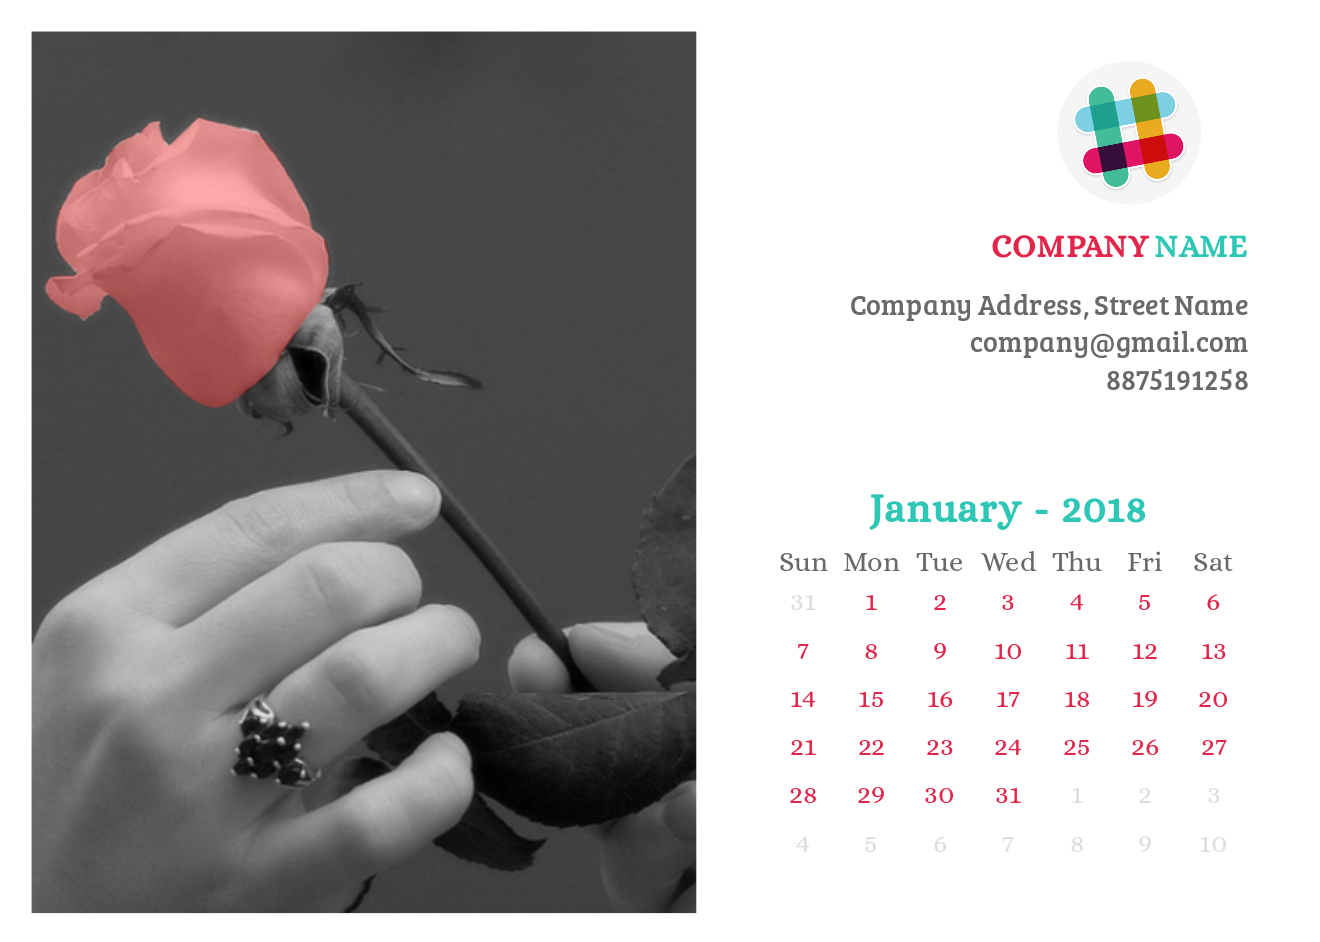 COMPANY NAME
Company Address, Street Name
company@gmail.com
8875191258
January - 2018
Sun Mon Tue Wed Thu Fri Sat
31 1 2 3 4 5 6
7 8 9 10 11 12 13
14 15 16 17 18 19 20
21 22 23 24 25 26 27
28 29 30 31 1 2 3
4 5 6 7 8 9 10